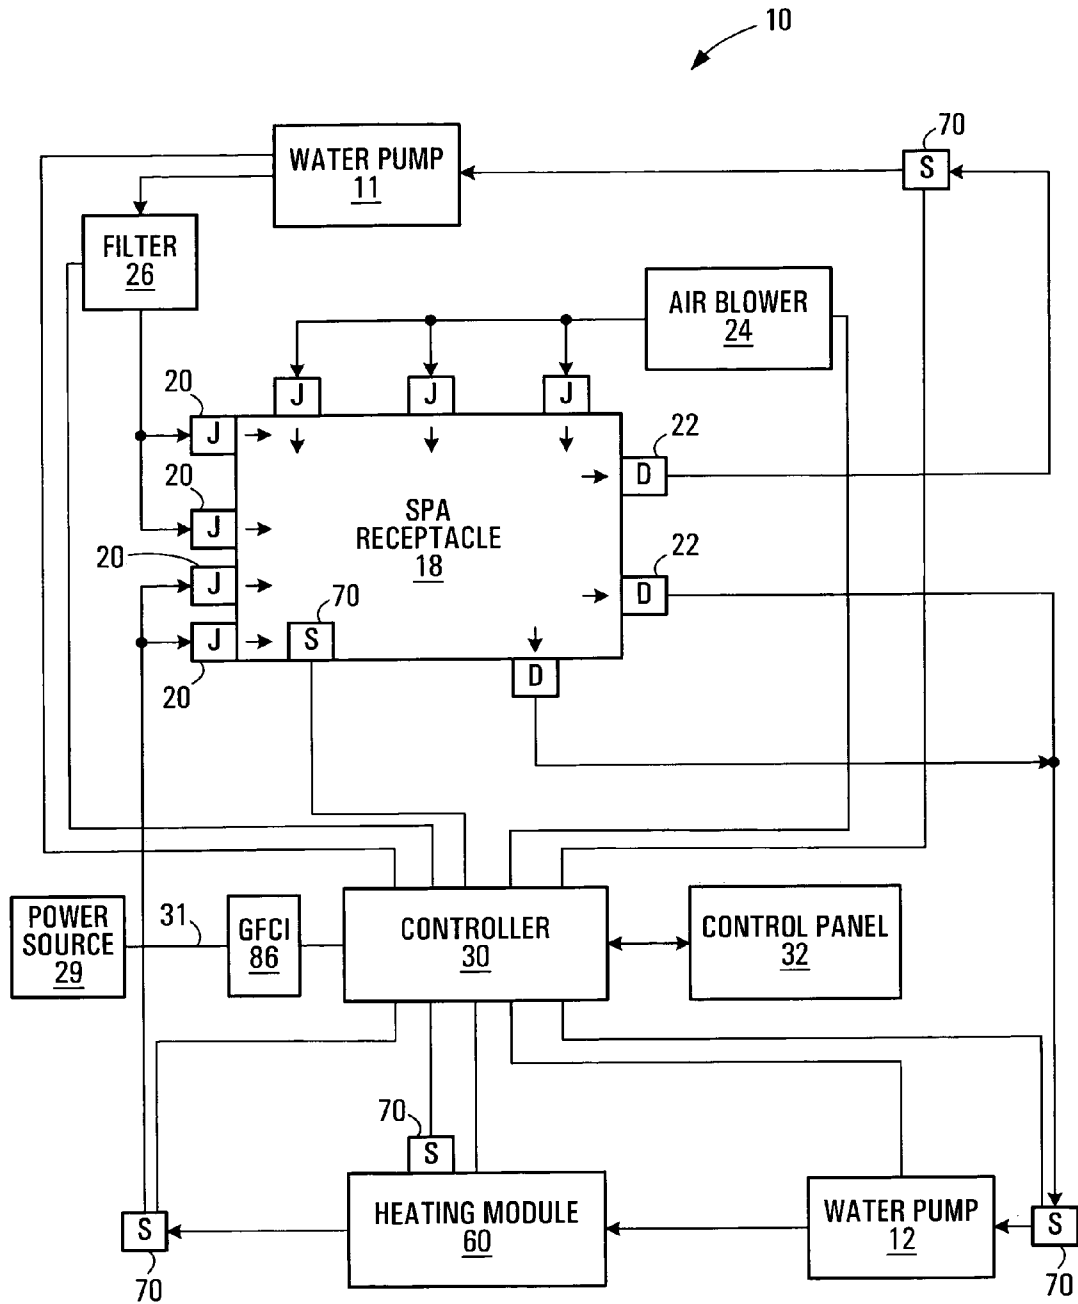 10
70
WATER PUMP
11
S
FILTER
26
AIR BLOWER
24
J
J
J
20
J
22
D
20
J
SPA
RECEPTACLE
18
20
J
22
D
70
S
J
20
D
POWER
SOURCE
29
31
GFCI
86
CONTROLLER
30
CONTROL PANEL
32
70
S
HEATING MODULE
60
WATER PUMP
12
S
70
S
70